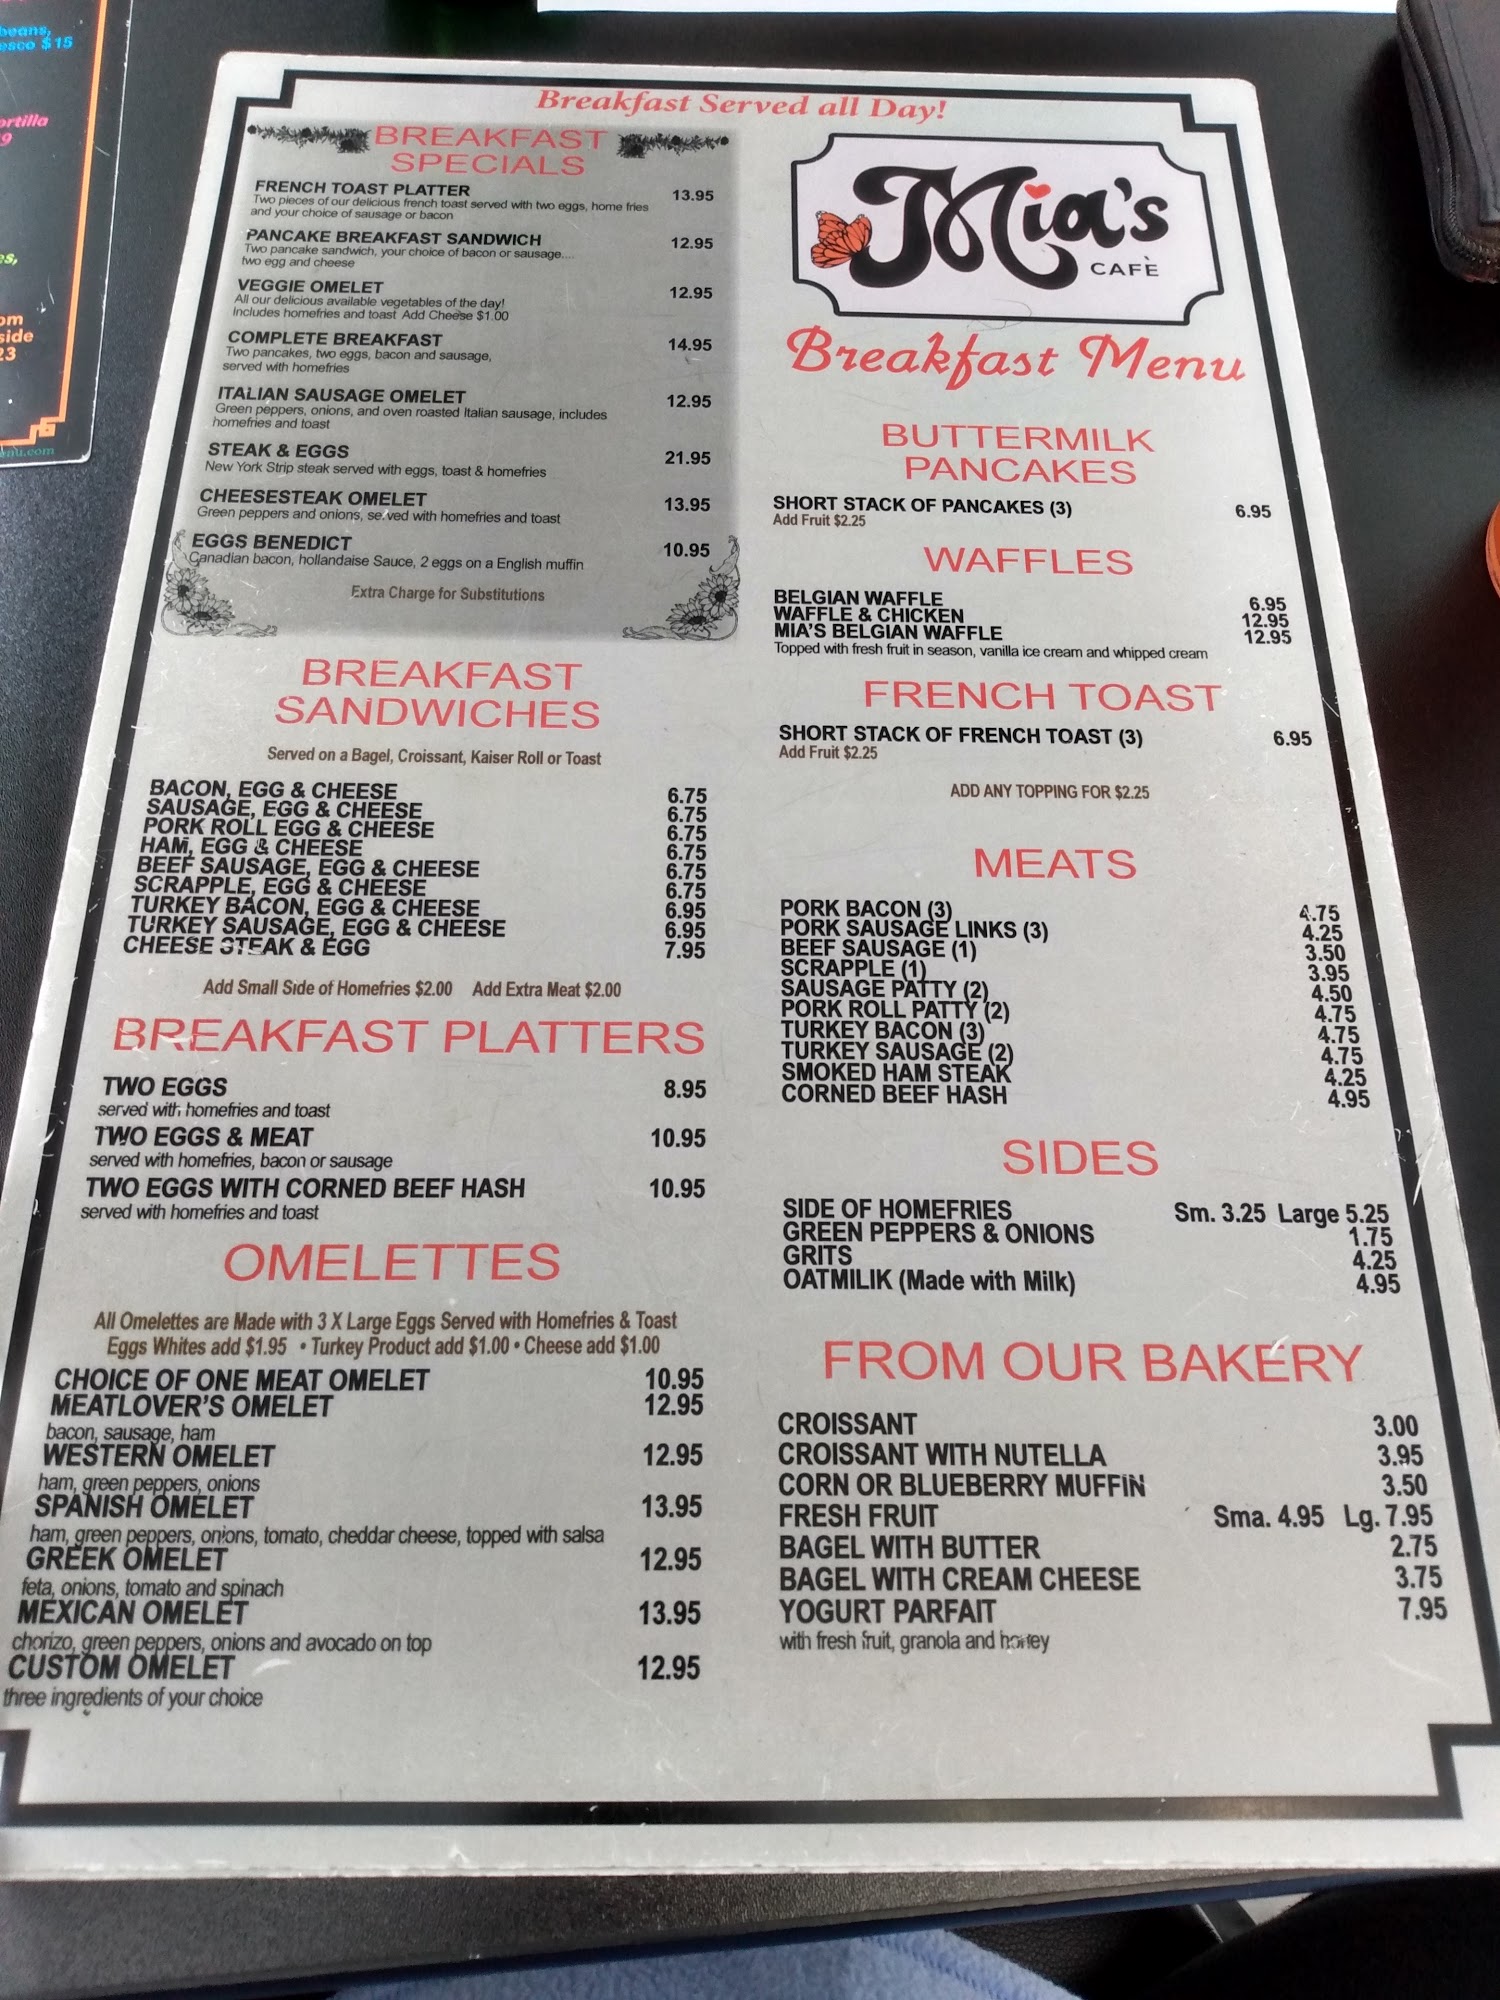 beans,
esco $15
ortilla
9
es,
om
side
23
enu.com
Breakfast Served all Day!
BREAKFAST
SPECIALS
FRENCH TOAST PLATTER 13.95
Two pieces of our delicious french toast served with two eggs, home fries
and your choice of sausage or bacon
PANCAKE BREAKFAST SANDWICH 12.95
Two pancake sandwich, your choice of bacon or sausage....
two egg and cheese
VEGGIE OMELET 12.95
All our delicious available vegetables of the day!
Includes homefries and toast Add Cheese $1.00
COMPLETE BREAKFAST 14.95
Two pancakes, two eggs, bacon and sausage,
served with homefries
ITALIAN SAUSAGE OMELET 12.95
Green peppers, onions, and oven roasted Italian sausage, includes
homefries and toast
STEAK & EGGS 21.95
New York Strip steak served with eggs, toast & homefries
CHEESESTEAK OMELET 13.95
Green peppers and onions, served with homefries and toast
EGGS BENEDICT 10.95
Canadian bacon, hollandaise Sauce, 2 eggs on a English muffin
Extra Charge for Substitutions
BREAKFAST
SANDWICHES
Served on a Bagel, Croissant, Kaiser Roll or Toast
BACON, EGG & CHEESE 6.75
SAUSAGE, EGG & CHEESE 6.75
PORK ROLL EGG & CHEESE 6.75
HAM, EGG & CHEESE 6.75
BEEF SAUSAGE, EGG & CHEESE 6.75
SCRAPPLE, EGG & CHEESE 6.75
TURKEY BACON, EGG & CHEESE 6.95
TURKEY SAUSAGE, EGG & CHEESE 6.95
CHEESE STEAK & EGG 7.95
Add Small Side of Homefries $2.00 Add Extra Meat $2.00
BREAKFAST PLATTERS
TWO EGGS 8.95
served with homefries and toast
TWO EGGS & MEAT 10.95
served with homefries, bacon or sausage
TWO EGGS WITH CORNED BEEF HASH 10.95
served with homefries and toast
OMELETTES
All Omelettes are Made with 3 X Large Eggs Served with Homefries & Toast
Eggs Whites add $1.95 • Turkey Product add $1.00 • Cheese add $1.00
CHOICE OF ONE MEAT OMELET 10.95
MEATLOVER'S OMELET 12.95
bacon, sausage, ham
WESTERN OMELET 12.95
ham, green peppers, onions
SPANISH OMELET 13.95
ham, green peppers, onions, tomato, cheddar cheese, topped with salsa
GREEK OMELET 12.95
feta, onions, tomato and spinach
MEXICAN OMELET 13.95
chorizo, green peppers, onions and avocado on top
CUSTOM OMELET 12.95
three ingredients of your choice
Mia's
CAFÈ
Breakfast Menu
BUTTERMILK
PANCAKES
SHORT STACK OF PANCAKES (3) 6.95
Add Fruit $2.25
WAFFLES
BELGIAN WAFFLE 6.95
WAFFLE & CHICKEN 12.95
MIA'S BELGIAN WAFFLE 12.95
Topped with fresh fruit in season, vanilla ice cream and whipped cream
FRENCH TOAST
SHORT STACK OF FRENCH TOAST (3) 6.95
Add Fruit $2.25
ADD ANY TOPPING FOR $2.25
MEATS
PORK BACON (3) 4.75
PORK SAUSAGE LINKS (3) 4.25
BEEF SAUSAGE (1) 3.50
SCRAPPLE (1) 3.95
SAUSAGE PATTY (2) 4.50
PORK ROLL PATTY (2) 4.75
TURKEY BACON (3) 4.75
TURKEY SAUSAGE (2) 4.75
SMOKED HAM STEAK 4.25
CORNED BEEF HASH 4.95
SIDES
SIDE OF HOMEFRIES Sm. 3.25 Large 5.25
GREEN PEPPERS & ONIONS 1.75
GRITS 4.25
OATMILIK (Made with Milk) 4.95
FROM OUR BAKERY
CROISSANT 3.00
CROISSANT WITH NUTELLA 3.95
CORN OR BLUEBERRY MUFFIN 3.50
FRESH FRUIT Sma. 4.95 Lg. 7.95
BAGEL WITH BUTTER 2.75
BAGEL WITH CREAM CHEESE 3.75
YOGURT PARFAIT 7.95
with fresh fruit, granola and honey